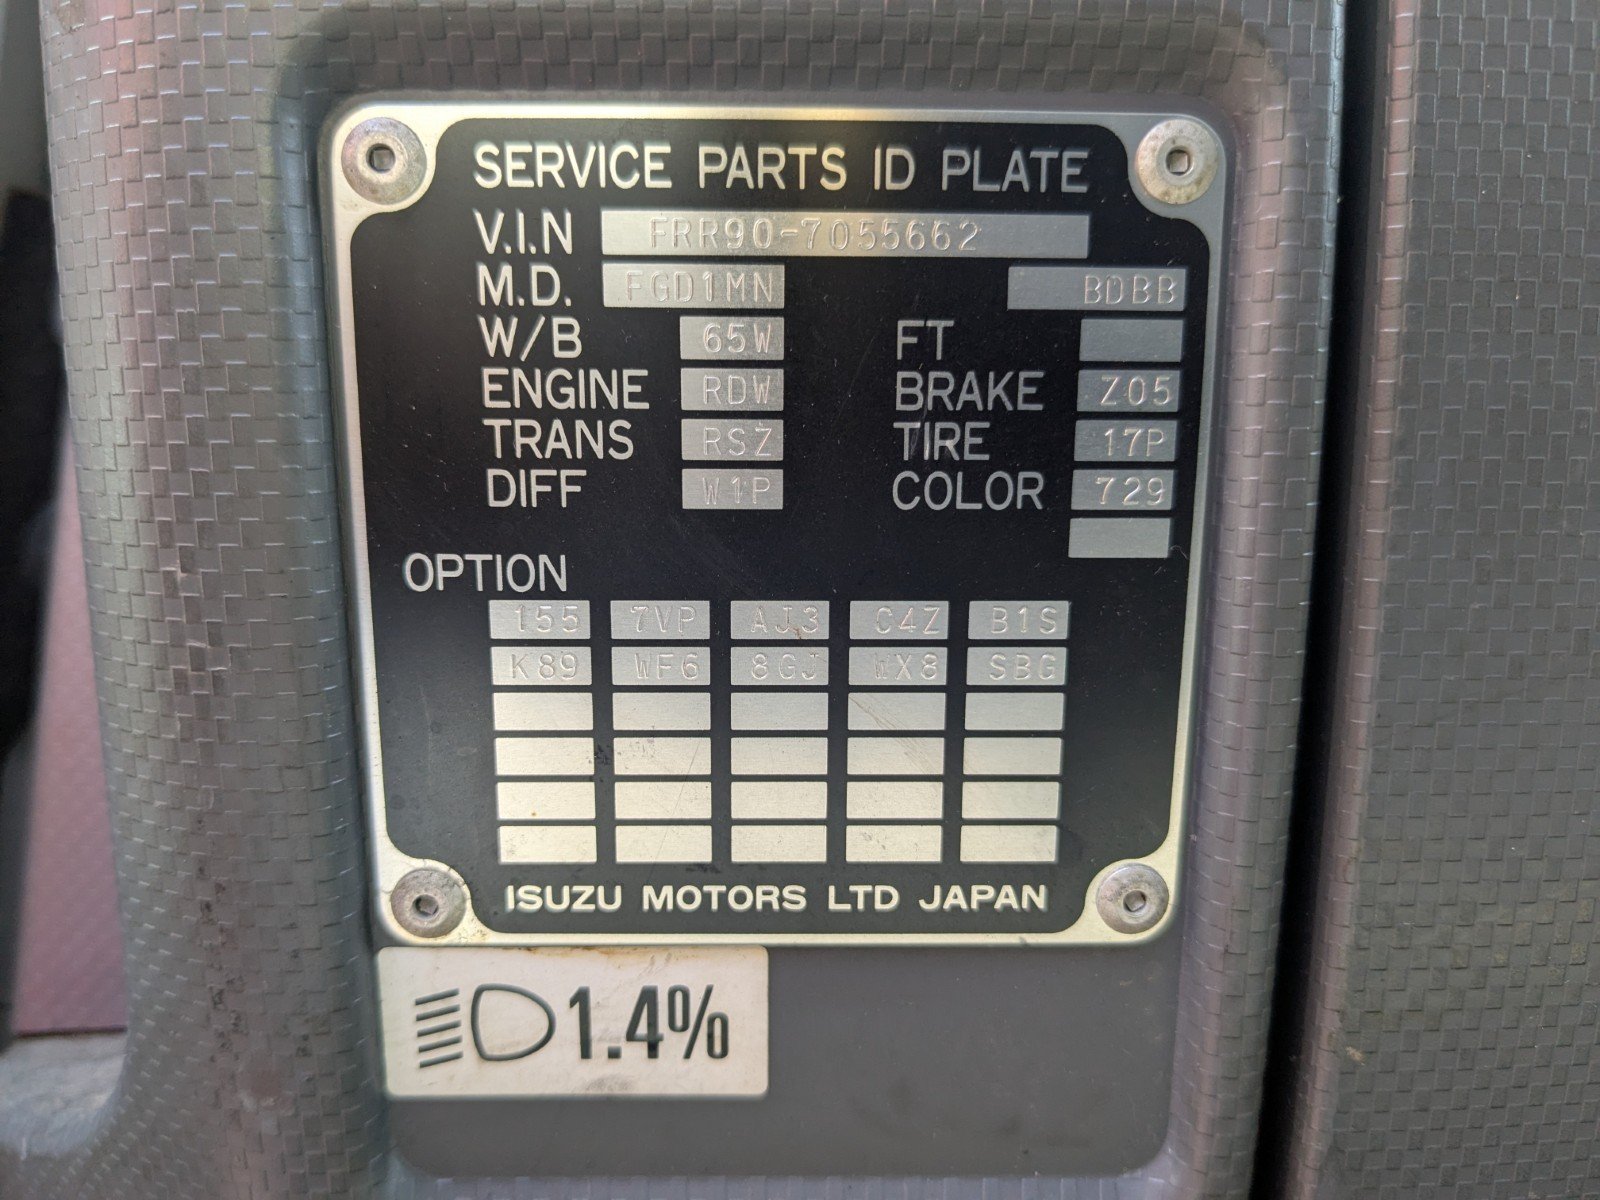 SERVICE PARTS ID PLATE
V.I.N FRR90-7055662
M.D. FGD1MN BDBB
W/B 65W FT
ENGINE RDW BRAKE Z05
TRANS RSZ TIRE 17P
DIFF W1P COLOR 729
OPTION
155 7VP AJ3 C4Z B1S
K89 WF6 8GJ WX8 SBG
ISUZU MOTORS LTD JAPAN
1.4%